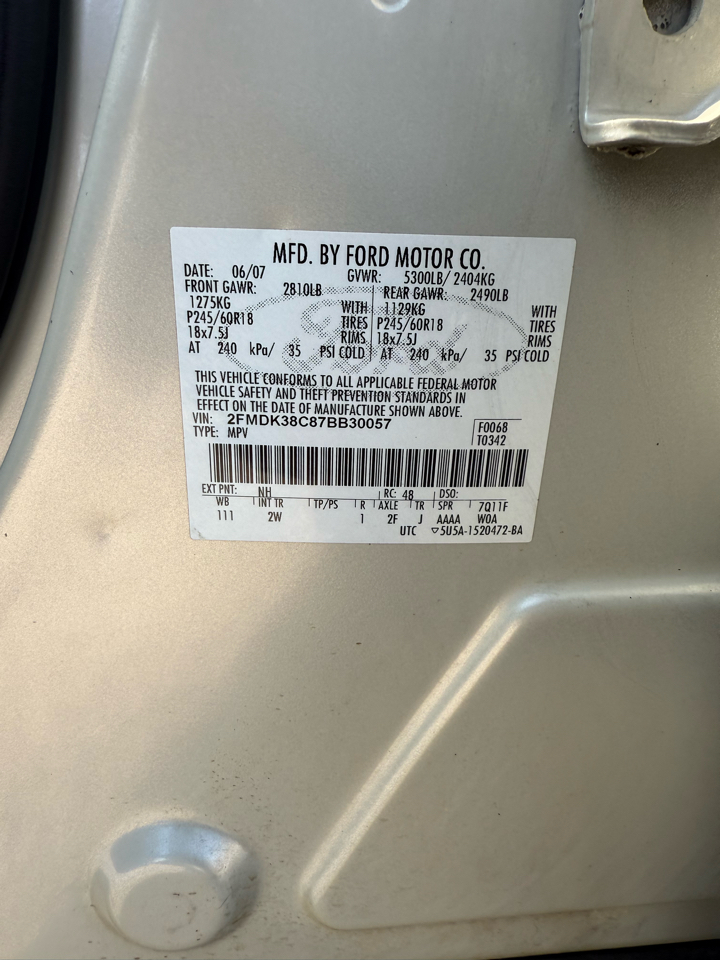 MFD. BY FORD MOTOR CO.
DATE: 06/07 GVWR: 5300LB/ 2404KG
FRONT GAWR: 2810LB REAR GAWR: 2490LB
1275KG WITH 1129KG WITH
P245/60R18 TIRES P245/60R18 TIRES
18x7.5J RIMS 18x7.5J RIMS
AT 240 kPa/ 35 PSI COLD AT 240 kPa/ 35 PSI COLD
Ford
THIS VEHICLE CONFORMS TO ALL APPLICABLE FEDERAL MOTOR
VEHICLE SAFETY AND THEFT PREVENTION STANDARDS IN
EFFECT ON THE DATE OF MANUFACTURE SHOWN ABOVE.
VIN: 2FMDK38C87BB30057 F0068
TYPE: MPV T0342
EXT PNT: NH RC: 48 DSO:
WB INT TR TP/PS R AXLE TR SPR 7Q11F
111 2W 1 2F J AAAA W0A
UTC ▽5U5A-1520472-BA